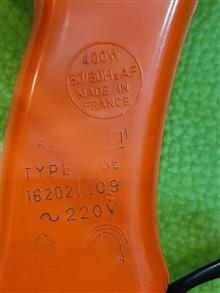 400W
50/60Hz AF
MADE IN
FRANCE
TYPE
16202/209
~220V